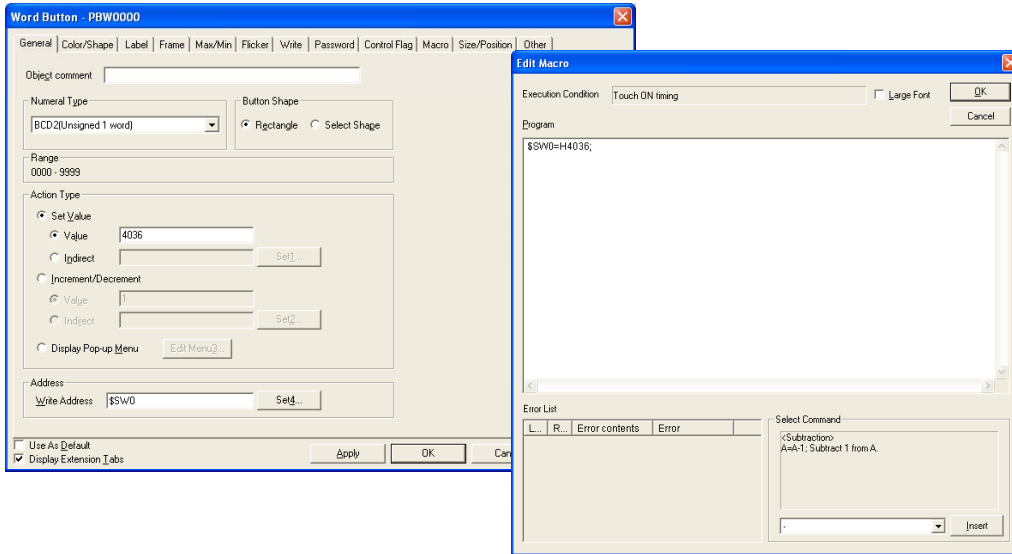 Word Button - PBW0000
General Color/Shape Label Frame Max/Min Flicker Write Password Control Flag Macro Size/Position Other
Object comment
Numeral Type
BCD2(Unsigned 1 word)
Button Shape
Rectangle Select Shape
Range
0000 - 9999
Action Type
Set Value
Value 4036
Indirect Set1...
Increment/Decrement
Value 1
Indirect Set2...
Display Pop-up Menu Edit Menu3...
Address
Write Address $SW0 Set4...
Use As Default
Display Extension Tabs
Apply OK Can
Edit Macro
Execution Condition Touch ON timing Large Font OK
Cancel
Program
$SW0=H4036;
Error List
L... R... Error contents Error
Select Command
<Subtraction>
A=A-1; Subtract 1 from A.
- Insert